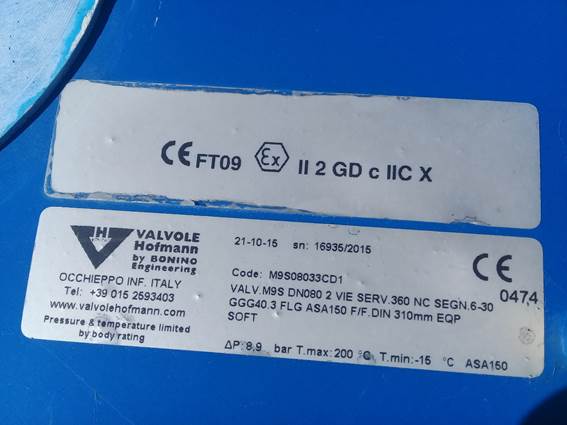 CE FT09 Ex II 2 GD c IIC X
H
VALVOLE
Hofmann
by BONINO
Engineering
OCCHIEPPO INF. ITALY
Tel: +39 015 2593403
www.valvolehofmann.com
Pressure & temperature limited
by body rating
21-10-15 sn: 16935/2015
Code: M9S08033CD1
VALV.M9S DN080 2 VIE SERV.360 NC SEGN.6-30
GGG40.3 FLG ASA150 F/F.DIN 310mm EQP
SOFT
ΔP: 8,9 bar T.max: 200 °C, T.min: -15 °C ASA150
CE
0474